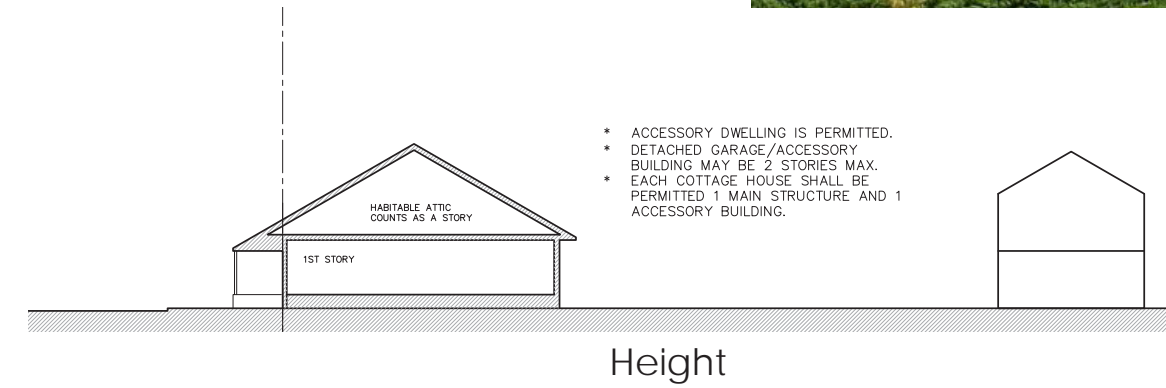 * ACCESSORY DWELLING IS PERMITTED.
* DETACHED GARAGE/ACCESSORY
BUILDING MAY BE 2 STORIES MAX.
* EACH COTTAGE HOUSE SHALL BE
PERMITTED 1 MAIN STRUCTURE AND 1
ACCESSORY BUILDING.
HABITABLE ATTIC
COUNTS AS A STORY
1ST STORY
Height